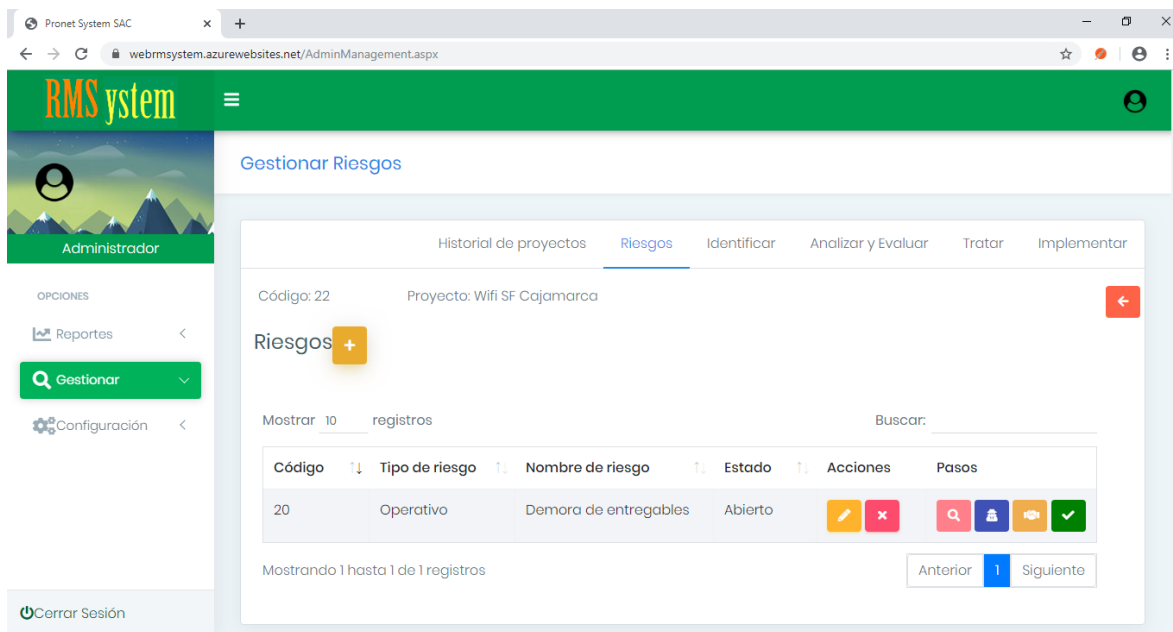 Pronet System SAC
webrmsystem.azurewebsites.net/AdminManagement.aspx
RMSystem
Gestionar Riesgos
Administrador
Historial de proyectos Riesgos Identificar Analizar y Evaluar Tratar Implementar
OPCIONES
Código: 22 Proyecto: Wifi SF Cajamarca
Reportes
Riesgos
Gestionar
Configuración
Mostrar 10 registros Buscar:
Código Tipo de riesgo Nombre de riesgo Estado Acciones Pasos
20 Operativo Demora de entregables Abierto
Mostrando 1 hasta 1 de 1 registros Anterior 1 Siguiente
Cerrar Sesión